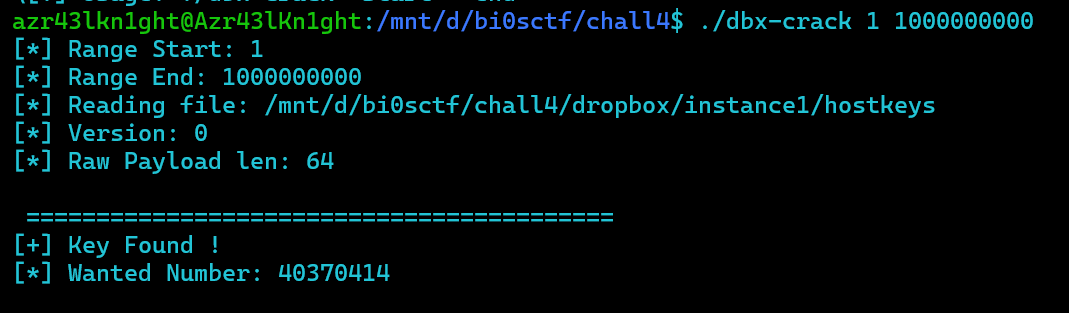 azr43lkn1ght@Azr43lKn1ght:/mnt/d/bi0sctf/chall4$ ./dbx-crack 1 1000000000
[*] Range Start: 1
[*] Range End: 1000000000
[*] Reading file: /mnt/d/bi0sctf/chall4/dropbox/instance1/hostkeys
[*] Version: 0
[*] Raw Payload len: 64
==========================================
[+] Key Found !
[*] Wanted Number: 40370414